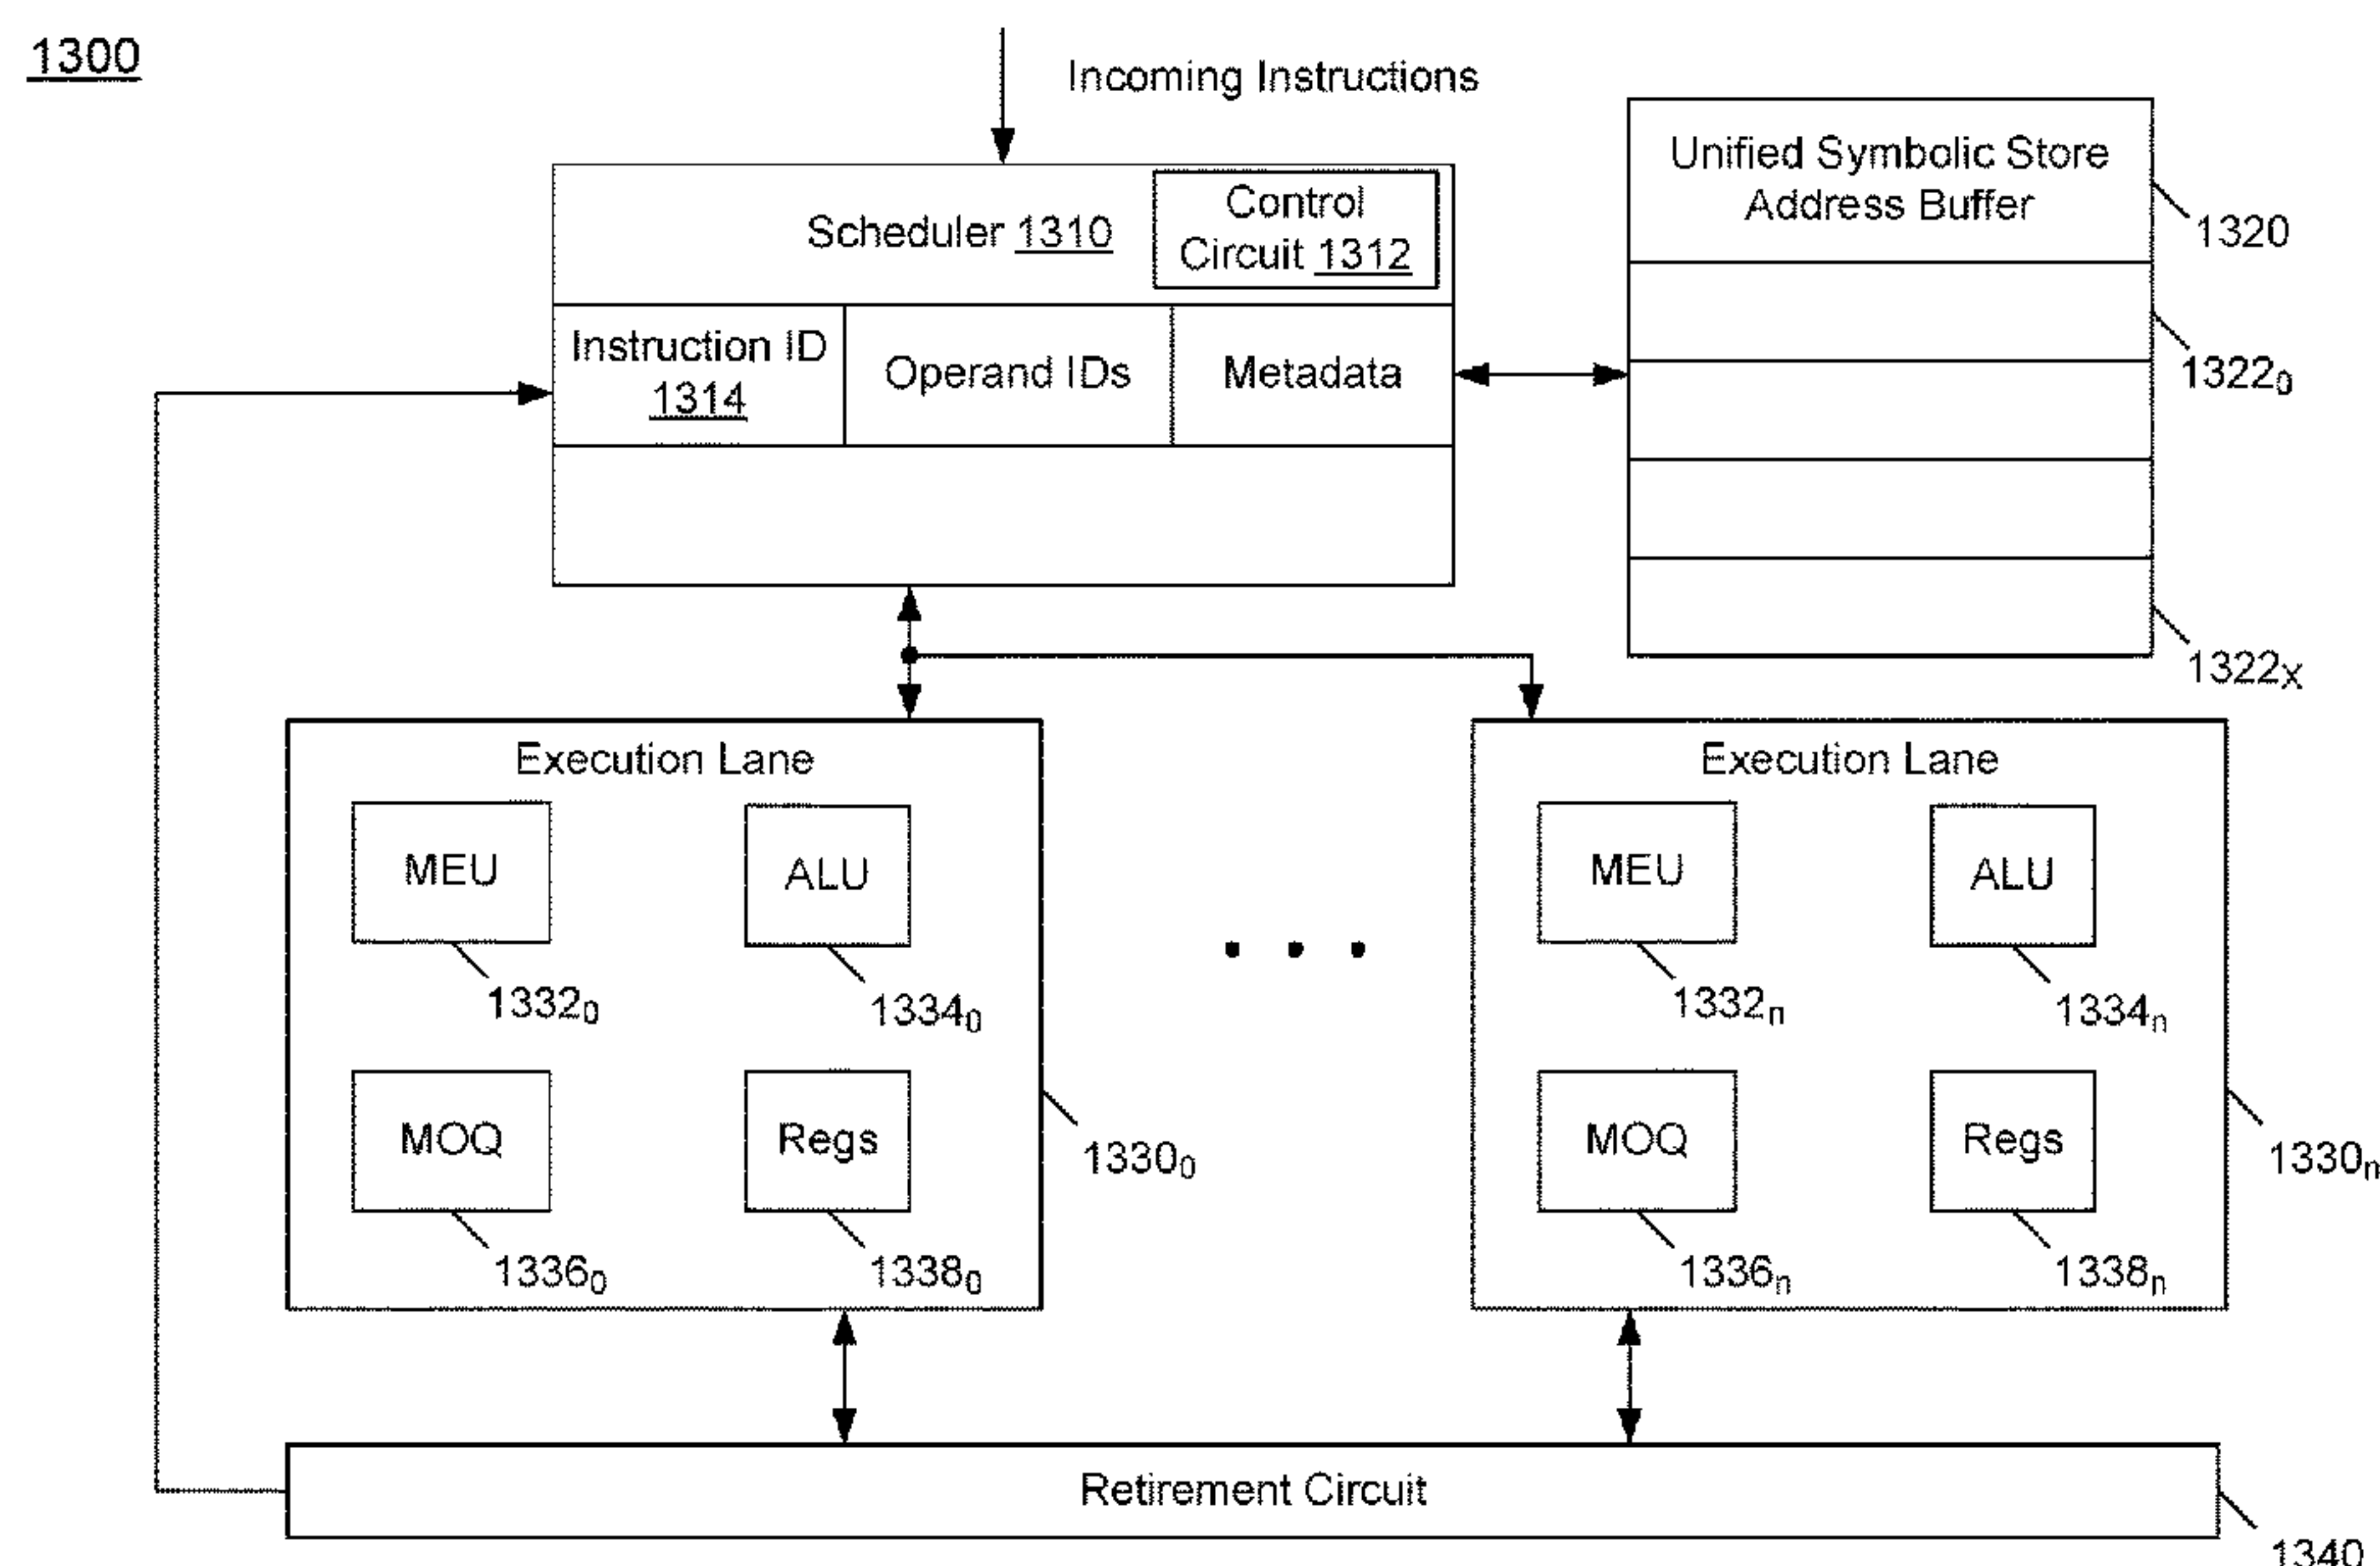 1300
Incoming Instructions
Unified Symbolic Store
Address Buffer
1320
Scheduler 1310
Control
Circuit 1312
Instruction ID
1314
Operand IDs
Metadata
1322₀
1322ₓ
Execution Lane
MEU
1332₀
ALU
1334₀
MOQ
1336₀
Regs
1338₀
1330₀
. . .
Execution Lane
MEU
1332ₙ
ALU
1334ₙ
MOQ
1336ₙ
Regs
1338ₙ
1330ₙ
Retirement Circuit
1340